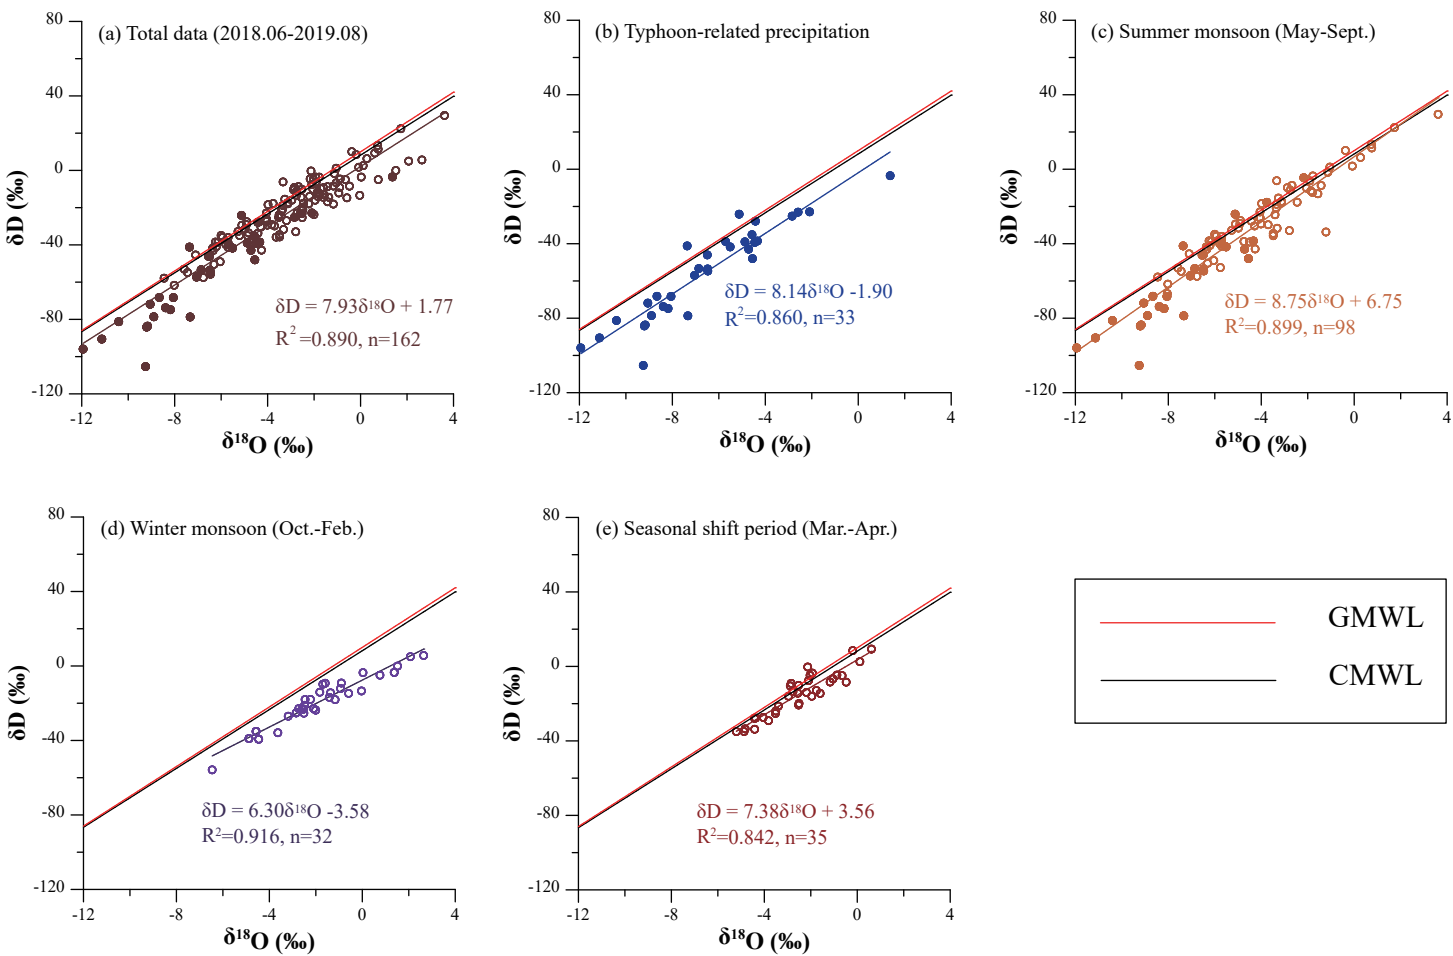 (a) Total data (2018.06-2019.08)
80
40
0
-40
-80
-120
δD (‰)
δD = 7.93δ¹⁸O + 1.77
R² =0.890, n=162
-12 -8 -4 0 4
δ¹⁸O (‰)
(b) Typhoon-related precipitation
80
40
0
-40
-80
-120
δD (‰)
δD = 8.14δ¹⁸O -1.90
R²=0.860, n=33
-12 -8 -4 0 4
δ¹⁸O (‰)
(c) Summer monsoon (May-Sept.)
80
40
0
-40
-80
-120
δD (‰)
δD = 8.75δ¹⁸O + 6.75
R²=0.899, n=98
-12 -8 -4 0 4
δ¹⁸O (‰)
(d) Winter monsoon (Oct.-Feb.)
80
40
0
-40
-80
-120
δD (‰)
δD = 6.30δ¹⁸O -3.58
R²=0.916, n=32
-12 -8 -4 0 4
δ¹⁸O (‰)
(e) Seasonal shift period (Mar.-Apr.)
80
40
0
-40
-80
-120
δD (‰)
δD = 7.38δ¹⁸O + 3.56
R²=0.842, n=35
-12 -8 -4 0 4
δ¹⁸O (‰)
GMWL
CMWL